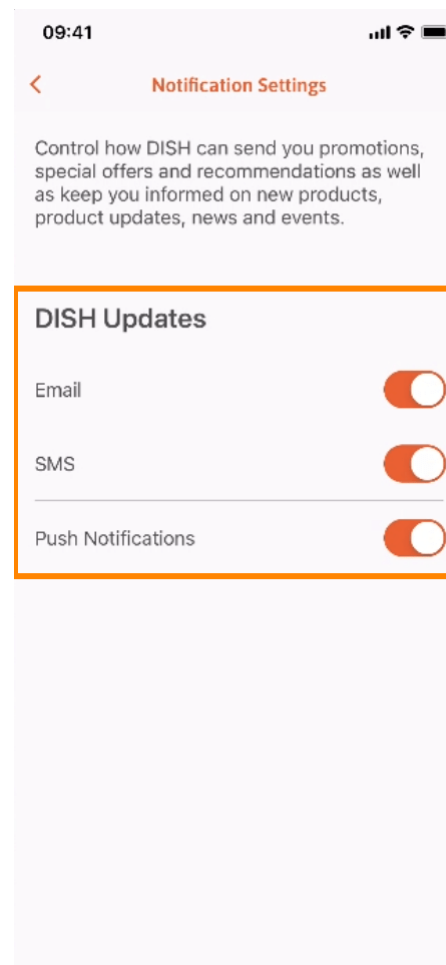 09:41
Notification Settings
Control how DISH can send you promotions,
special offers and recommendations as well
as keep you informed on new products,
product updates, news and events.
DISH Updates
Email
SMS
Push Notifications